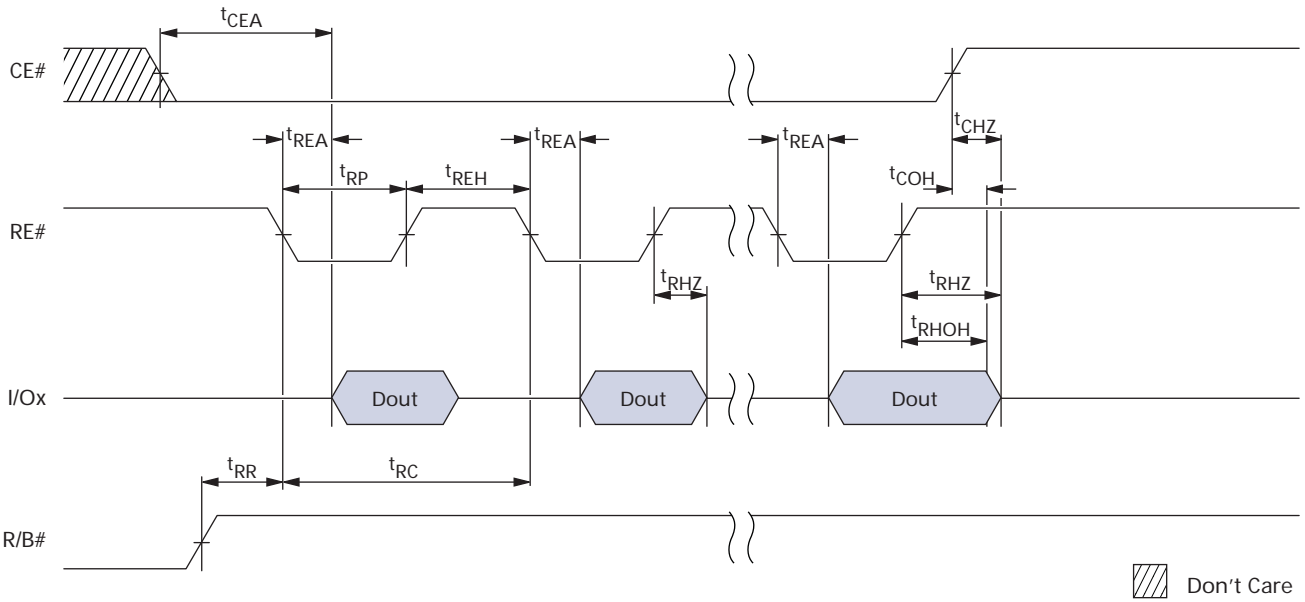 tCEA
CE#
tCHZ
tREA
tREA
tREA
tRP
tREH
tCOH
RE#
tRHZ
tRHZ
tRHOH
I/Ox
Dout
Dout
Dout
tRR
tRC
R/B#
Don't Care